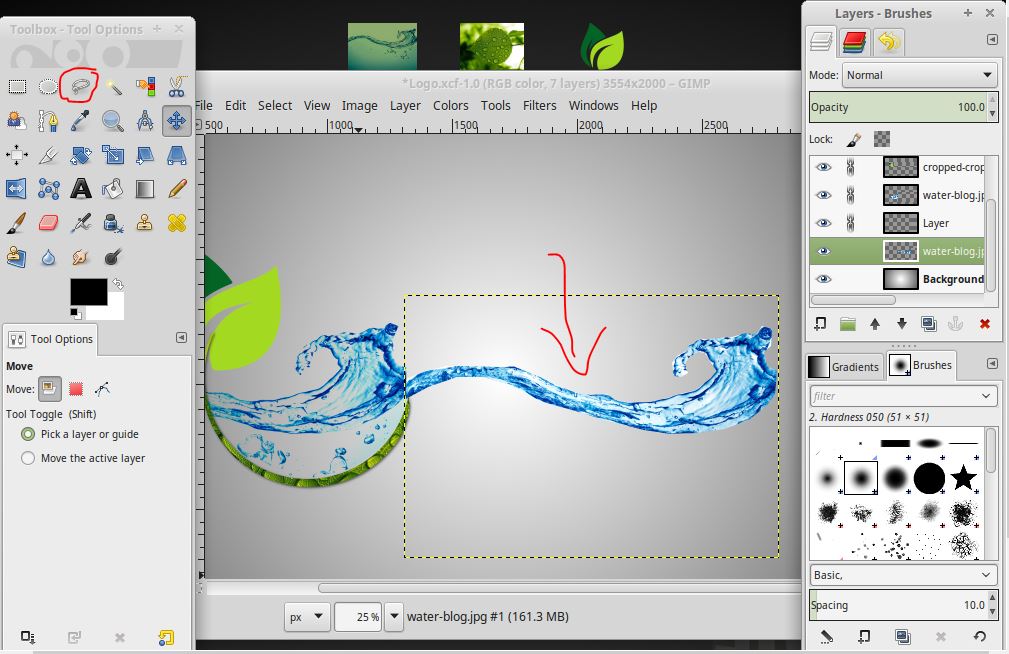 Toolbox - Tool Options
Layers - Brushes
*Logo.xcf-1.0 (RGB color, 7 layers) 3554x2000 – GIMP
File Edit Select View Image Layer Colors Tools Filters Windows Help
500 1000 1500 2000 2500
Mode: Normal
Opacity 100.0
Lock:
cropped-crop
water-blog.jp
Layer
water-blog.jp
Background
Tool Options
Move
Move:
Tool Toggle (Shift)
Pick a layer or guide
Move the active layer
Gradients Brushes
filter
2. Hardness 050 (51 × 51)
Basic,
Spacing 10.0
px 25 % water-blog.jpg #1 (161.3 MB)